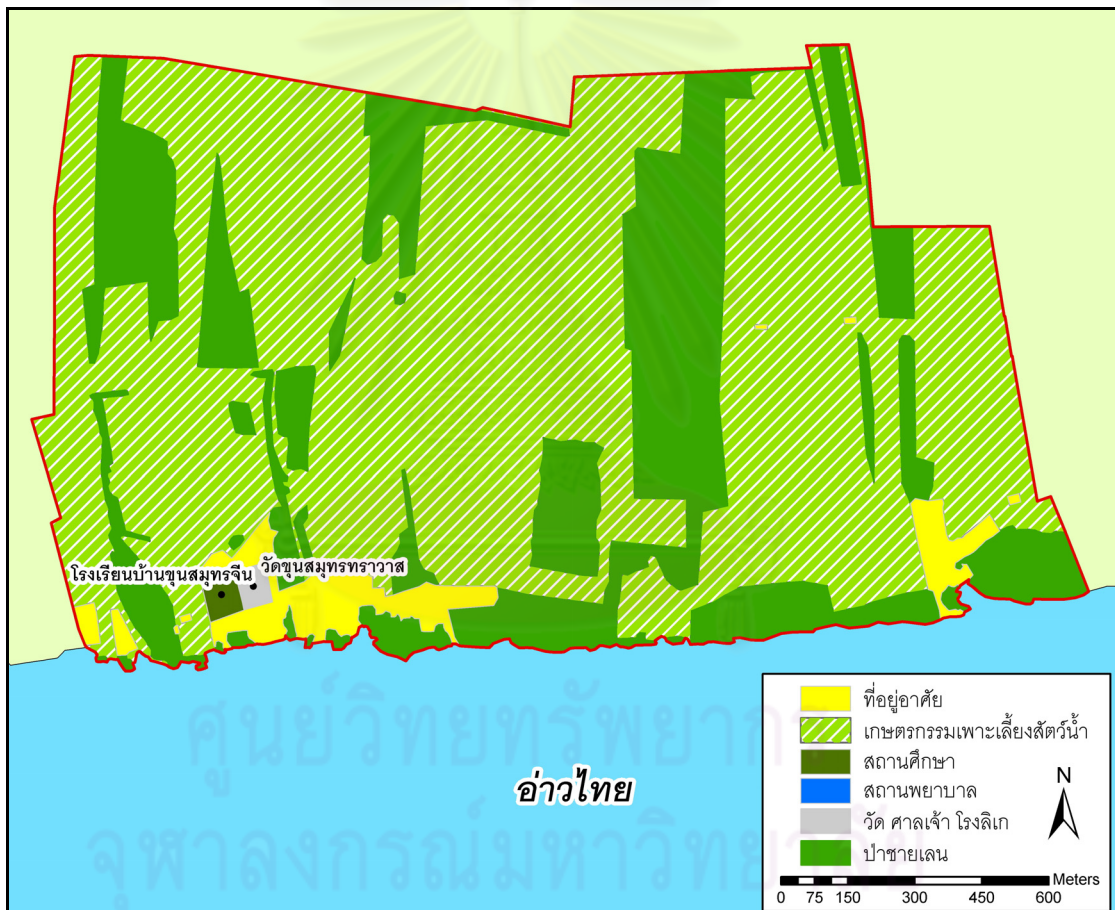 โรงเรียนบ้านขุนสมุทรจีน
วัดขุนสมุทรทราวาส
ศูนย์วิทยทรัพยากร
อ่าวไทย
จุฬาลงกรณ์มหาวิทยาลัย
ที่อยู่อาศัย
เกษตรกรรมเพาะเลี้ยงสัตว์น้ำ
สถานศึกษา
สถานพยาบาล
วัด ศาลเจ้า โรงลิเก
ป่าชายเลน
N
Meters
0 75 150 300 450 600